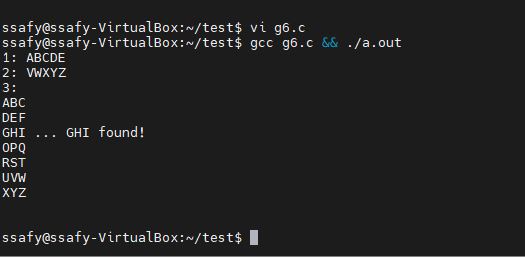 ssafy@ssafy-VirtualBox:~/test$ vi g6.c
ssafy@ssafy-VirtualBox:~/test$ gcc g6.c && ./a.out
1: ABCDE
2: VWXYZ
3:
ABC
DEF
GHI ... GHI found!
OPQ
RST
UVW
XYZ
ssafy@ssafy-VirtualBox:~/test$